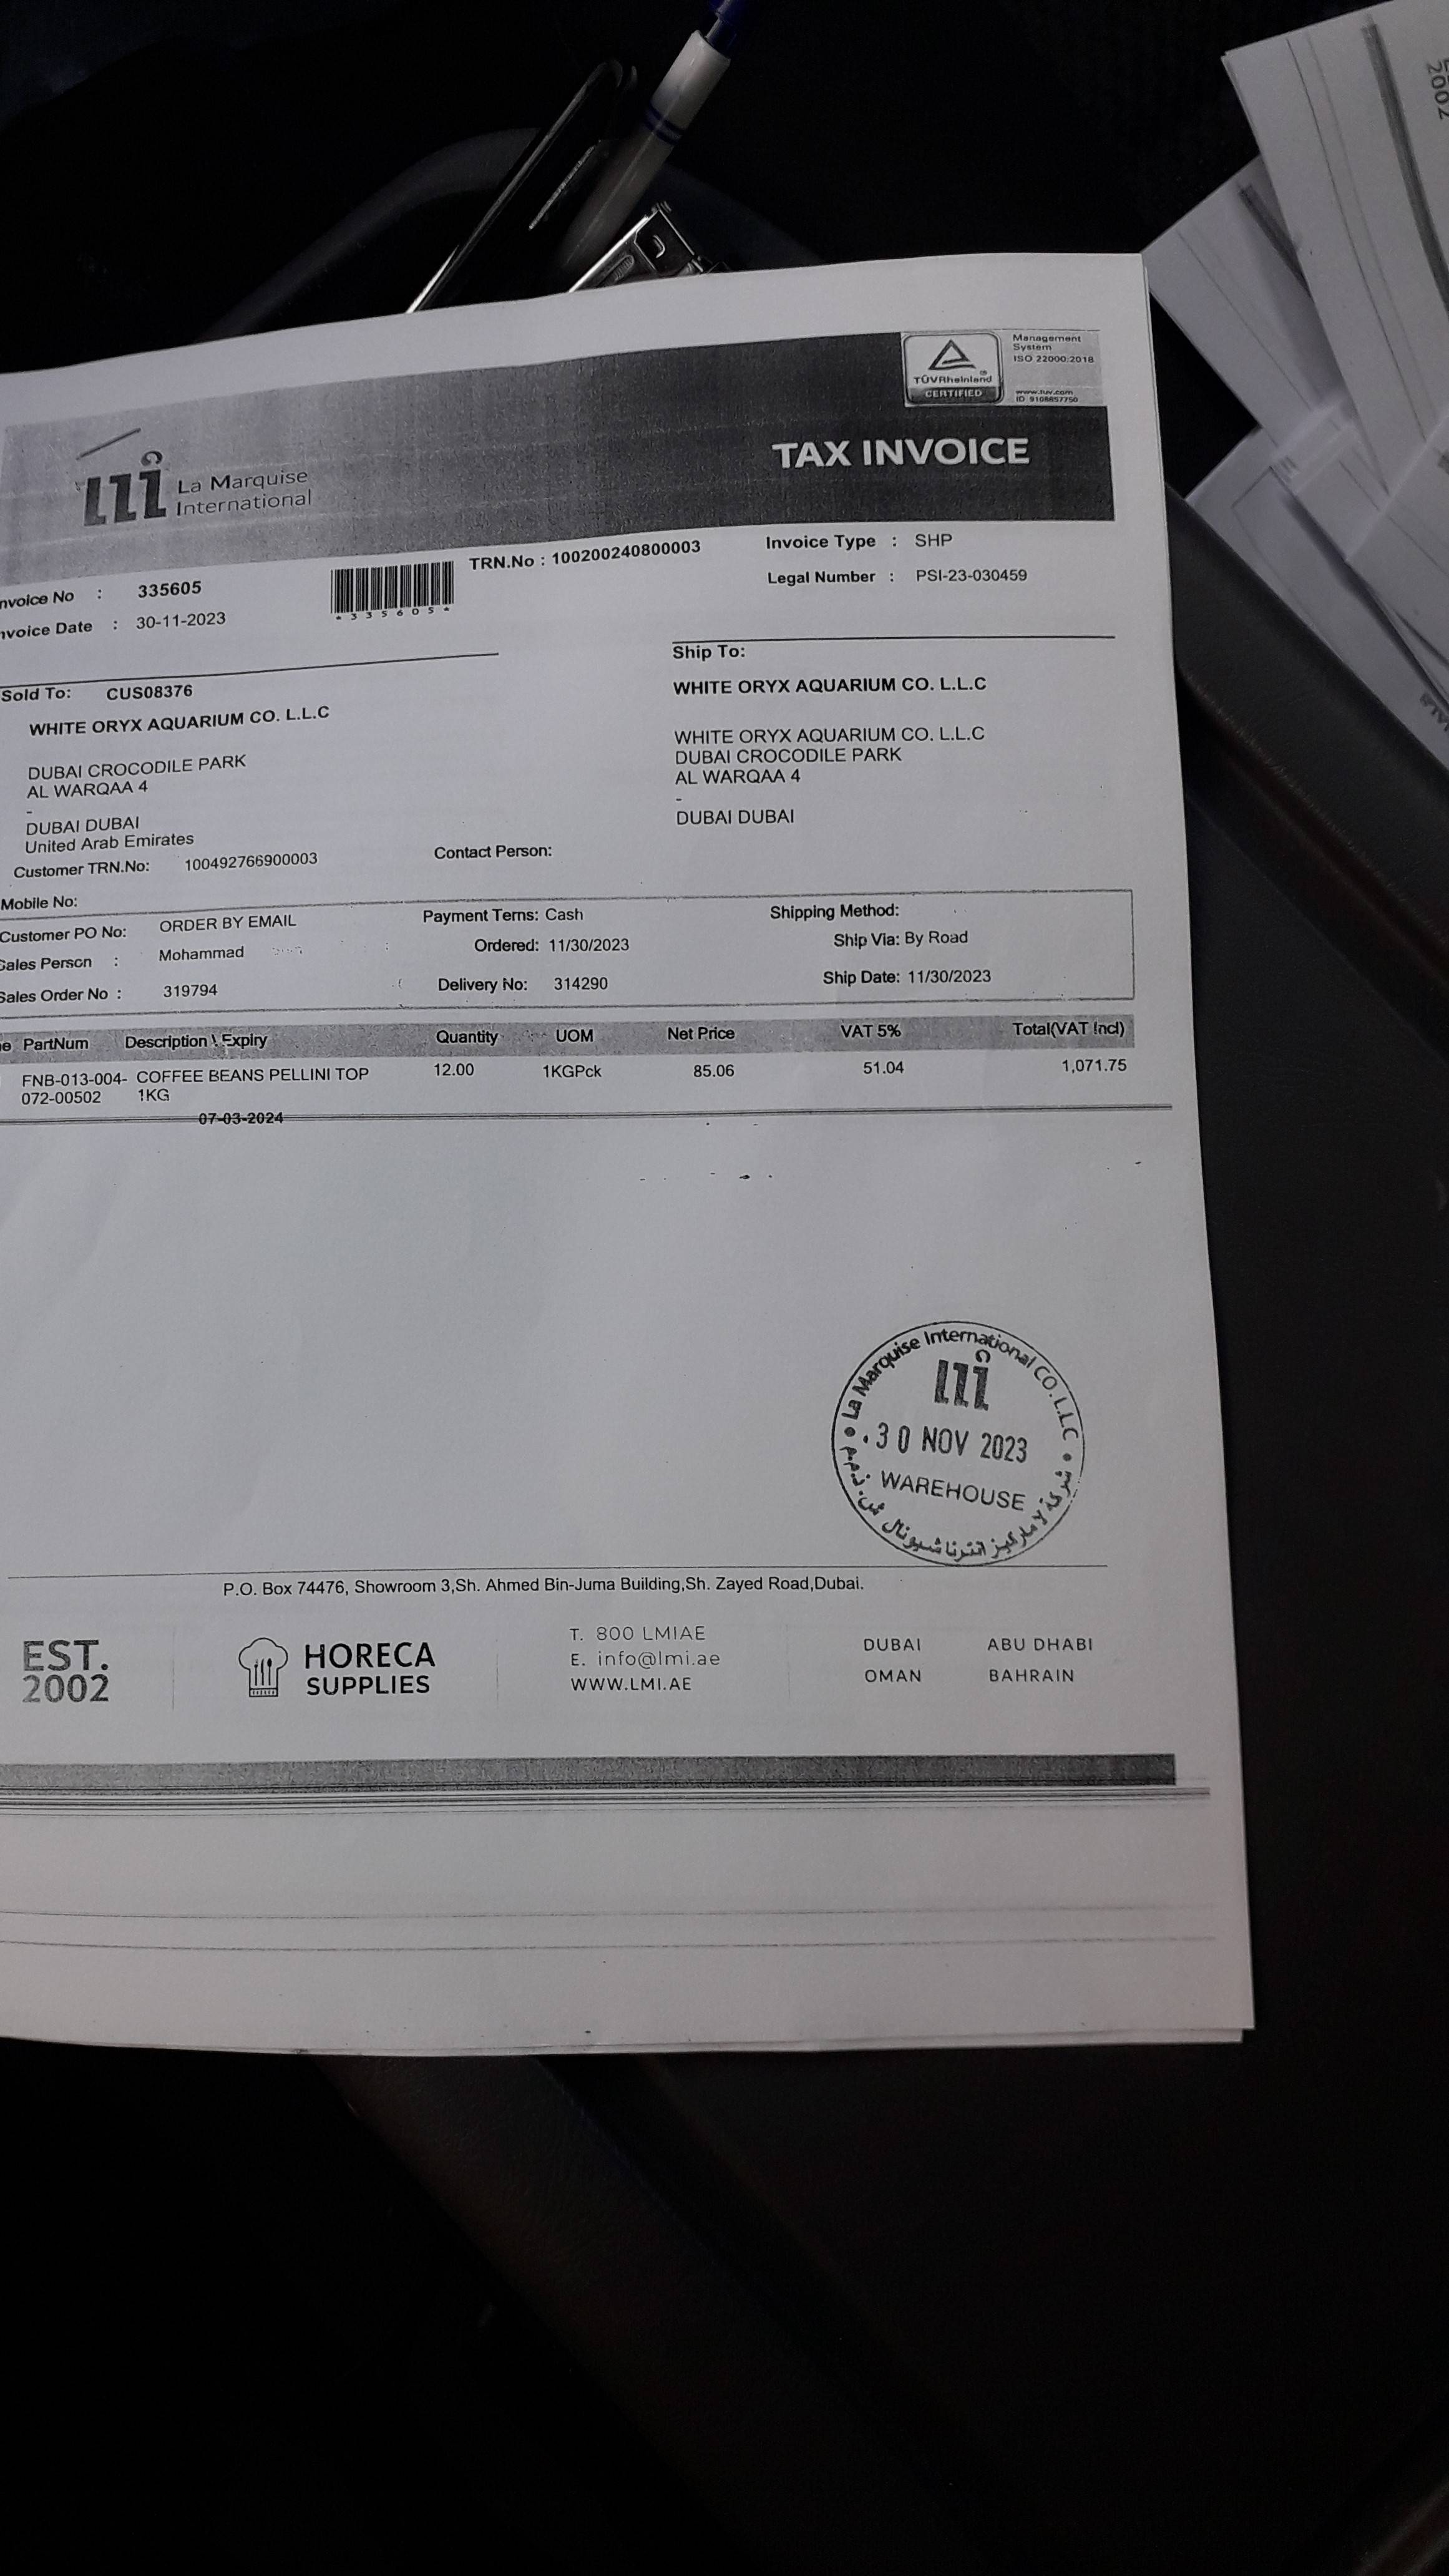 2002
Management
System
ISO 22000:2018
TÜVRheinland
CERTIFIED
www.tuv.com
ID 9108657750
La Marquise
International
TAX INVOICE
TRN.No : 100200240800003
Invoice Type : SHP
nvoice No : 335605
*335605*
Legal Number : PSI-23-030459
nvoice Date : 30-11-2023
Sold To: CUS08376
WHITE ORYX AQUARIUM CO. L.L.C
DUBAI CROCODILE PARK
AL WARQAA 4
-
DUBAI DUBAI
United Arab Emirates
Customer TRN.No: 100492766900003
Ship To:
WHITE ORYX AQUARIUM CO. L.L.C
WHITE ORYX AQUARIUM CO. L.L.C
DUBAI CROCODILE PARK
AL WARQAA 4
-
DUBAI DUBAI
Contact Person:
Mobile No:
Customer PO No: ORDER BY EMAIL
Sales Person : Mohammad
Sales Order No : 319794
Payment Terns: Cash
Ordered: 11/30/2023
Delivery No: 314290
Shipping Method:
Ship Via: By Road
Ship Date: 11/30/2023
e PartNum Description \ Expiry Quantity UOM Net Price VAT 5% Total(VAT Incl)
FNB-013-004- COFFEE BEANS PELLINI TOP 12.00 1KGPck 85.06 51.04 1,071.75
072-00502 1KG
07-03-2024
La Marquise International CO. L.L.C
30 NOV 2023
WAREHOUSE
شركة لا ماركيز انترناشيونال ش.ذ.م.م
P.O. Box 74476, Showroom 3,Sh. Ahmed Bin-Juma Building,Sh. Zayed Road,Dubai.
EST.
2002
HORECA
SUPPLIES
T. 800 LMIAE
E. info@lmi.ae
WWW.LMI.AE
DUBAI ABU DHABI
OMAN BAHRAIN